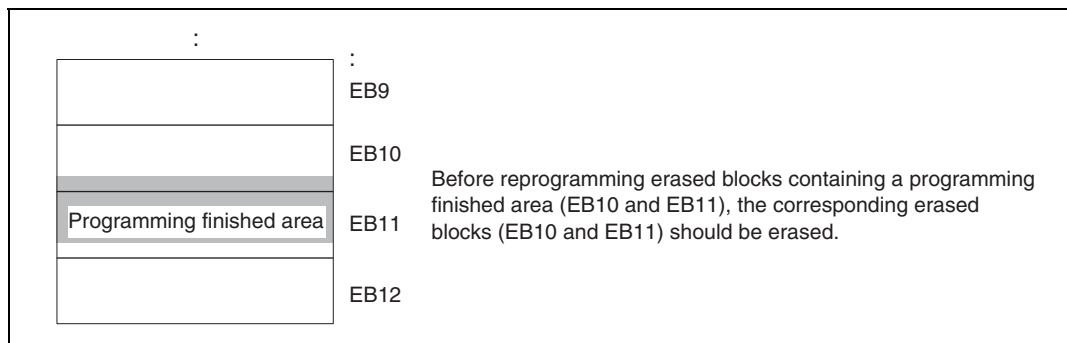 :
:
EB9
EB10
Programming finished area
EB11
EB12
Before reprogramming erased blocks containing a programming
finished area (EB10 and EB11), the corresponding erased
blocks (EB10 and EB11) should be erased.